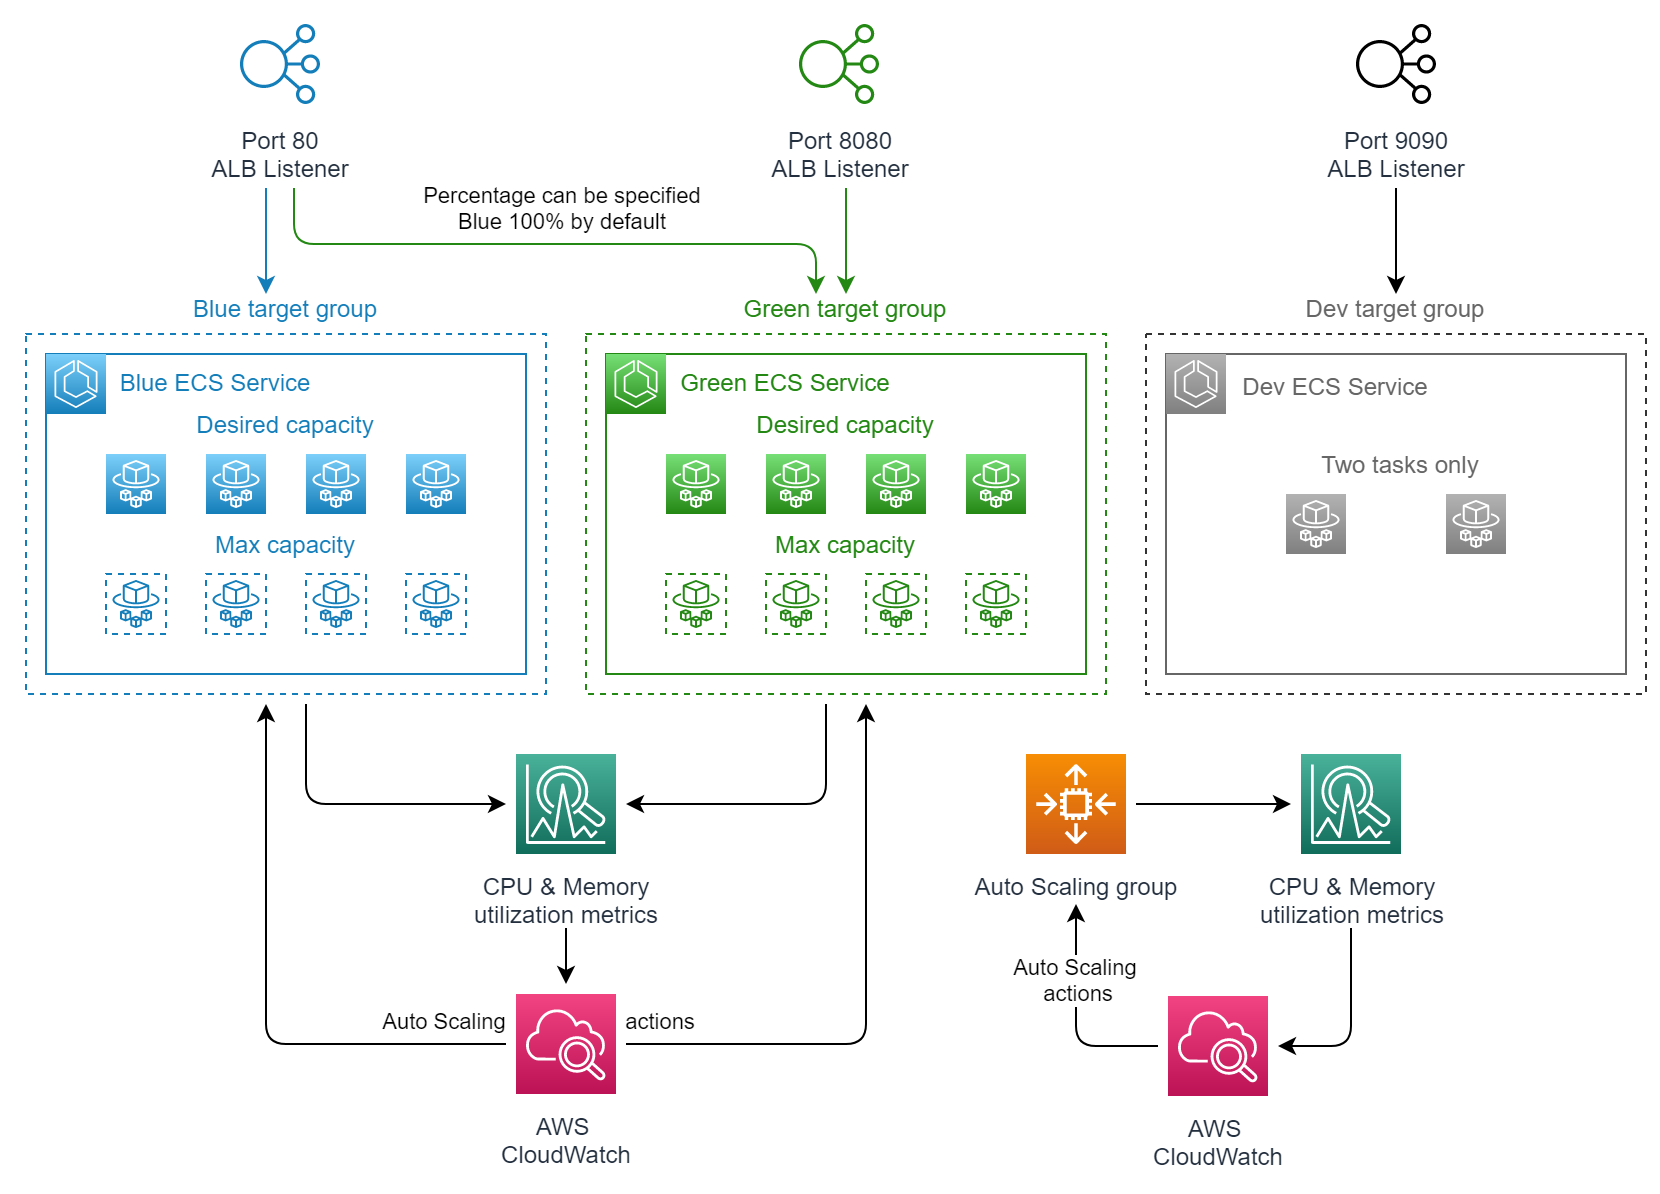 Port 80
ALB Listener
Port 8080
ALB Listener
Port 9090
ALB Listener
Percentage can be specified
Blue 100% by default
Blue target group
Green target group
Dev target group
Blue ECS Service
Desired capacity
Max capacity
Green ECS Service
Desired capacity
Max capacity
Dev ECS Service
Two tasks only
CPU & Memory
utilization metrics
Auto Scaling actions
AWS
CloudWatch
Auto Scaling group
CPU & Memory
utilization metrics
Auto Scaling
actions
AWS
CloudWatch